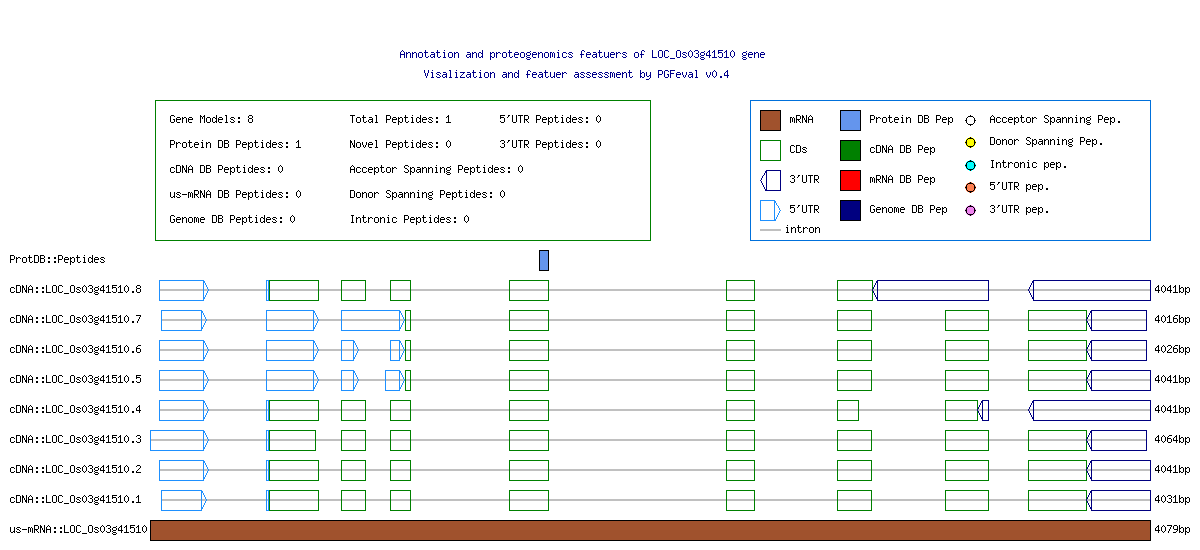 Annotation and proteogenomics featuers of LOC_Os03g41510 gene
Visalization and featuer assessment by PGFeval v0.4
Gene Models: 8 Total Peptides: 1 5'UTR Peptides: 0
Protein DB Peptides: 1 Novel Peptides: 0 3'UTR Peptides: 0
cDNA DB Peptides: 0 Acceptor Spanning Peptides: 0
us-mRNA DB Peptides: 0 Donor Spanning Peptides: 0
Genome DB Peptides: 0 Intronic Peptides: 0
mRNA Protein DB Pep Acceptor Spanning Pep.
CDs cDNA DB Pep Donor Spanning Pep.
3'UTR mRNA DB Pep Intronic pep.
5'UTR Genome DB Pep 5'UTR pep.
intron 3'UTR pep.
ProtDB::Peptides
cDNA::LOC_Os03g41510.8 4041bp
cDNA::LOC_Os03g41510.7 4016bp
cDNA::LOC_Os03g41510.6 4026bp
cDNA::LOC_Os03g41510.5 4041bp
cDNA::LOC_Os03g41510.4 4041bp
cDNA::LOC_Os03g41510.3 4064bp
cDNA::LOC_Os03g41510.2 4041bp
cDNA::LOC_Os03g41510.1 4031bp
us-mRNA::LOC_Os03g41510 4079bp